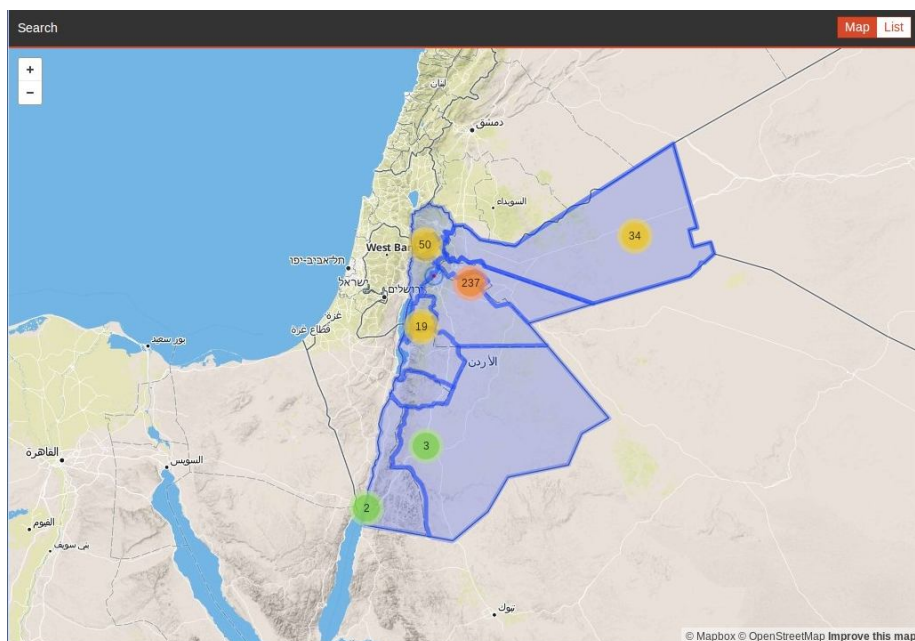 Search
Map
List
+
−
لبنان
دمشق
السويداء
34
50
West Ba
תל־אביב-יפו
237
ישראל
ירושלים
غزة
قطاع غزة
19
بور سعيد
الأردن
3
القاهرة
السويس
2
الفيوم
بني سويف
تبوك
© Mapbox © OpenStreetMap Improve this map